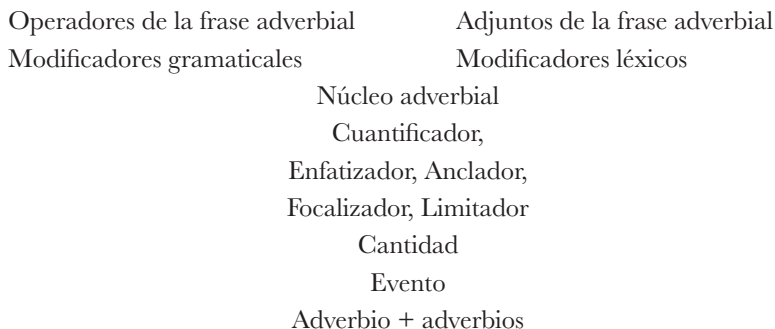 Operadores de la frase adverbial Adjuntos de la frase adverbial
Modificadores gramaticales Modificadores léxicos
Núcleo adverbial
Cuantificador,
Enfatizador, Anclador,
Focalizador, Limitador
Cantidad
Evento
Adverbio + adverbios